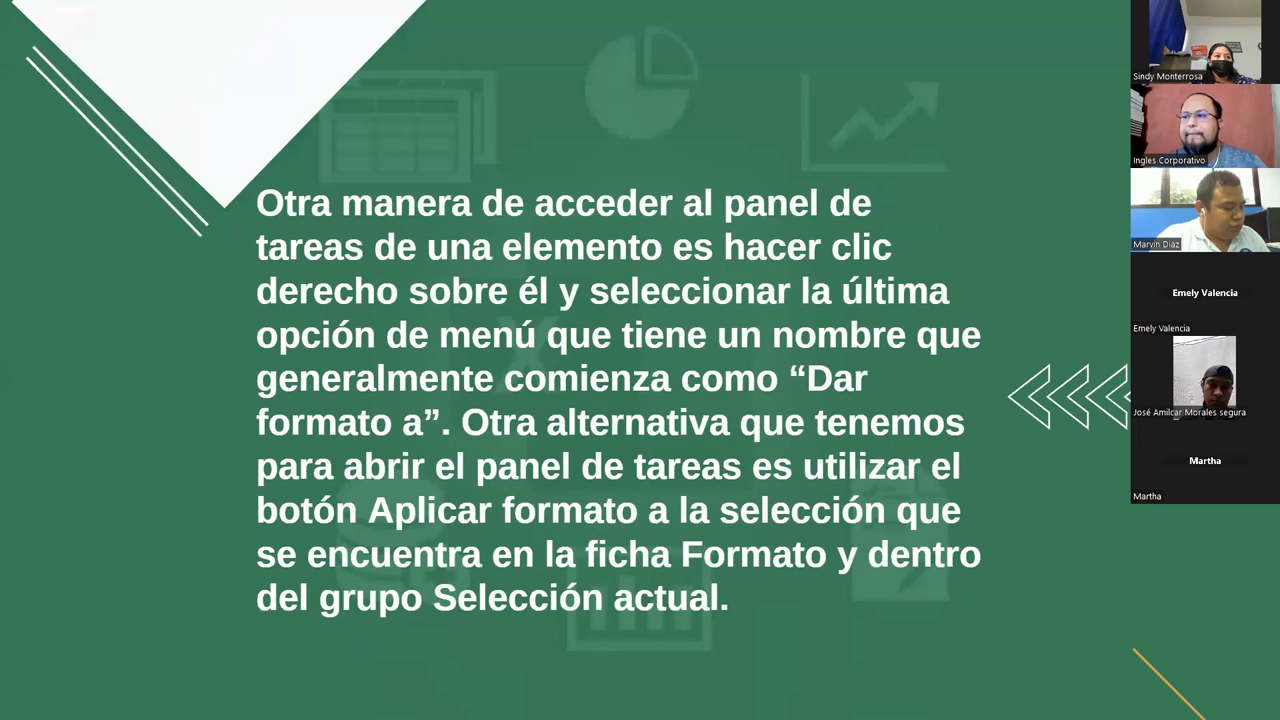 Otra manera de acceder al panel de
tareas de una elemento es hacer clic
derecho sobre él y seleccionar la última
opción de menú que tiene un nombre que
generalmente comienza como “Dar
formato a”. Otra alternativa que tenemos
para abrir el panel de tareas es utilizar el
botón Aplicar formato a la selección que
se encuentra en la ficha Formato y dentro
del grupo Selección actual.
Sindy Monterrosa
Ingles Corporativo
Marvin Diaz
Emely Valencia
Emely Valencia
José Amilcar Morales segura
Martha
Martha